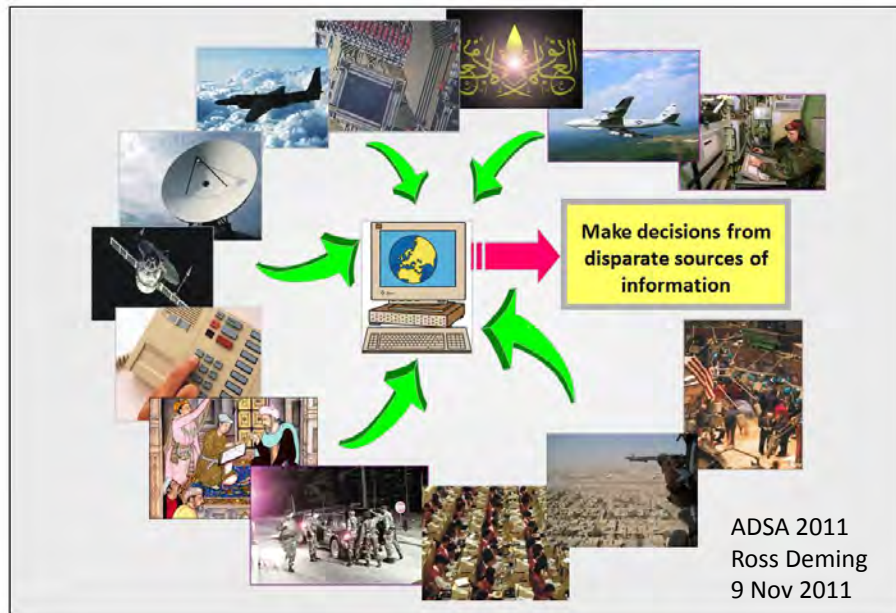 Make decisions from
disparate sources of
information
ADSA 2011
Ross Deming
9 Nov 2011